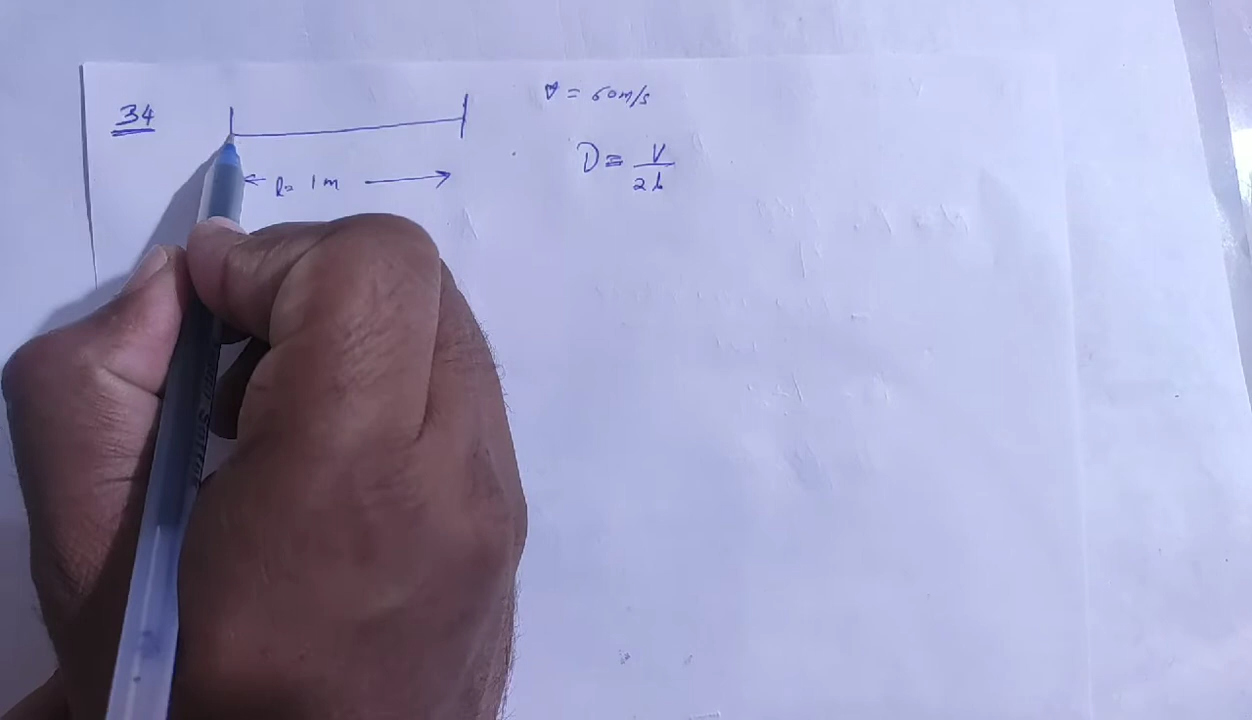 34
v = 60m/s
ν = V / 2l
l = 1m